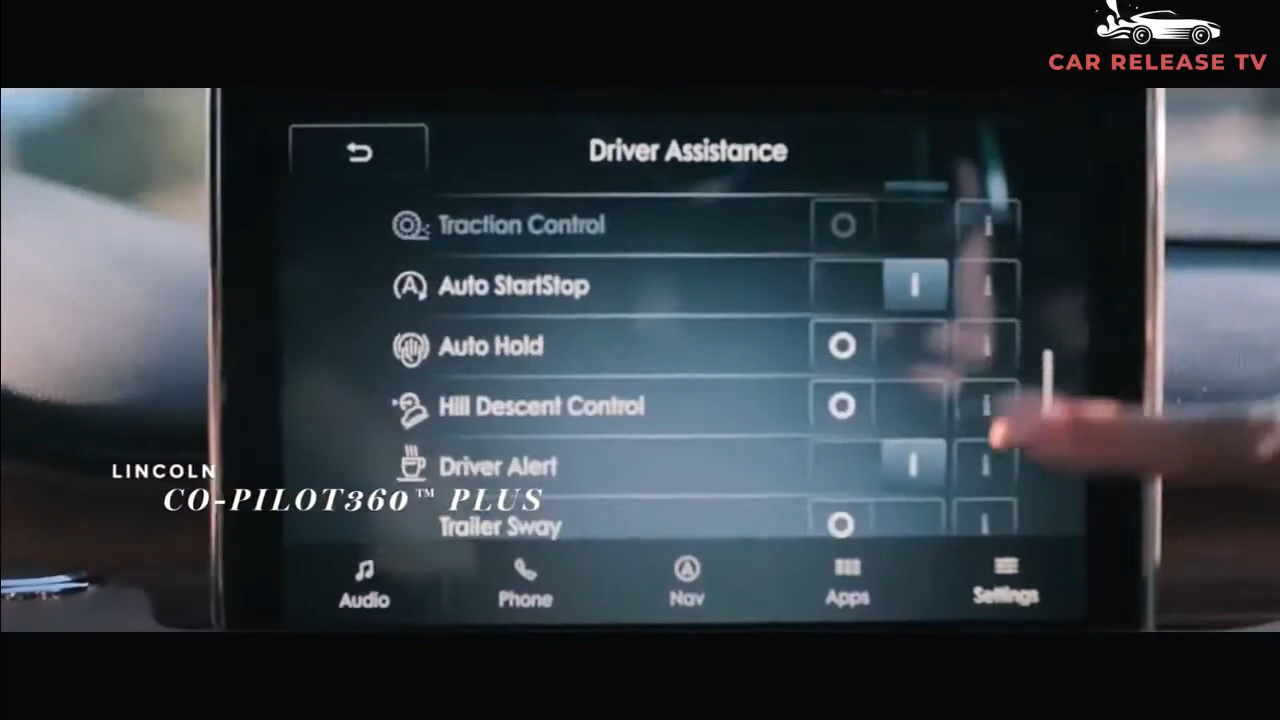 CAR RELEASE TV
Driver Assistance
Traction Control
Auto StartStop
Auto Hold
Hill Descent Control
Driver Alert
LINCOLN
CO-PILOT360™ PLUS
Trailer Sway
Audio
Phone
Nav
Apps
Settings